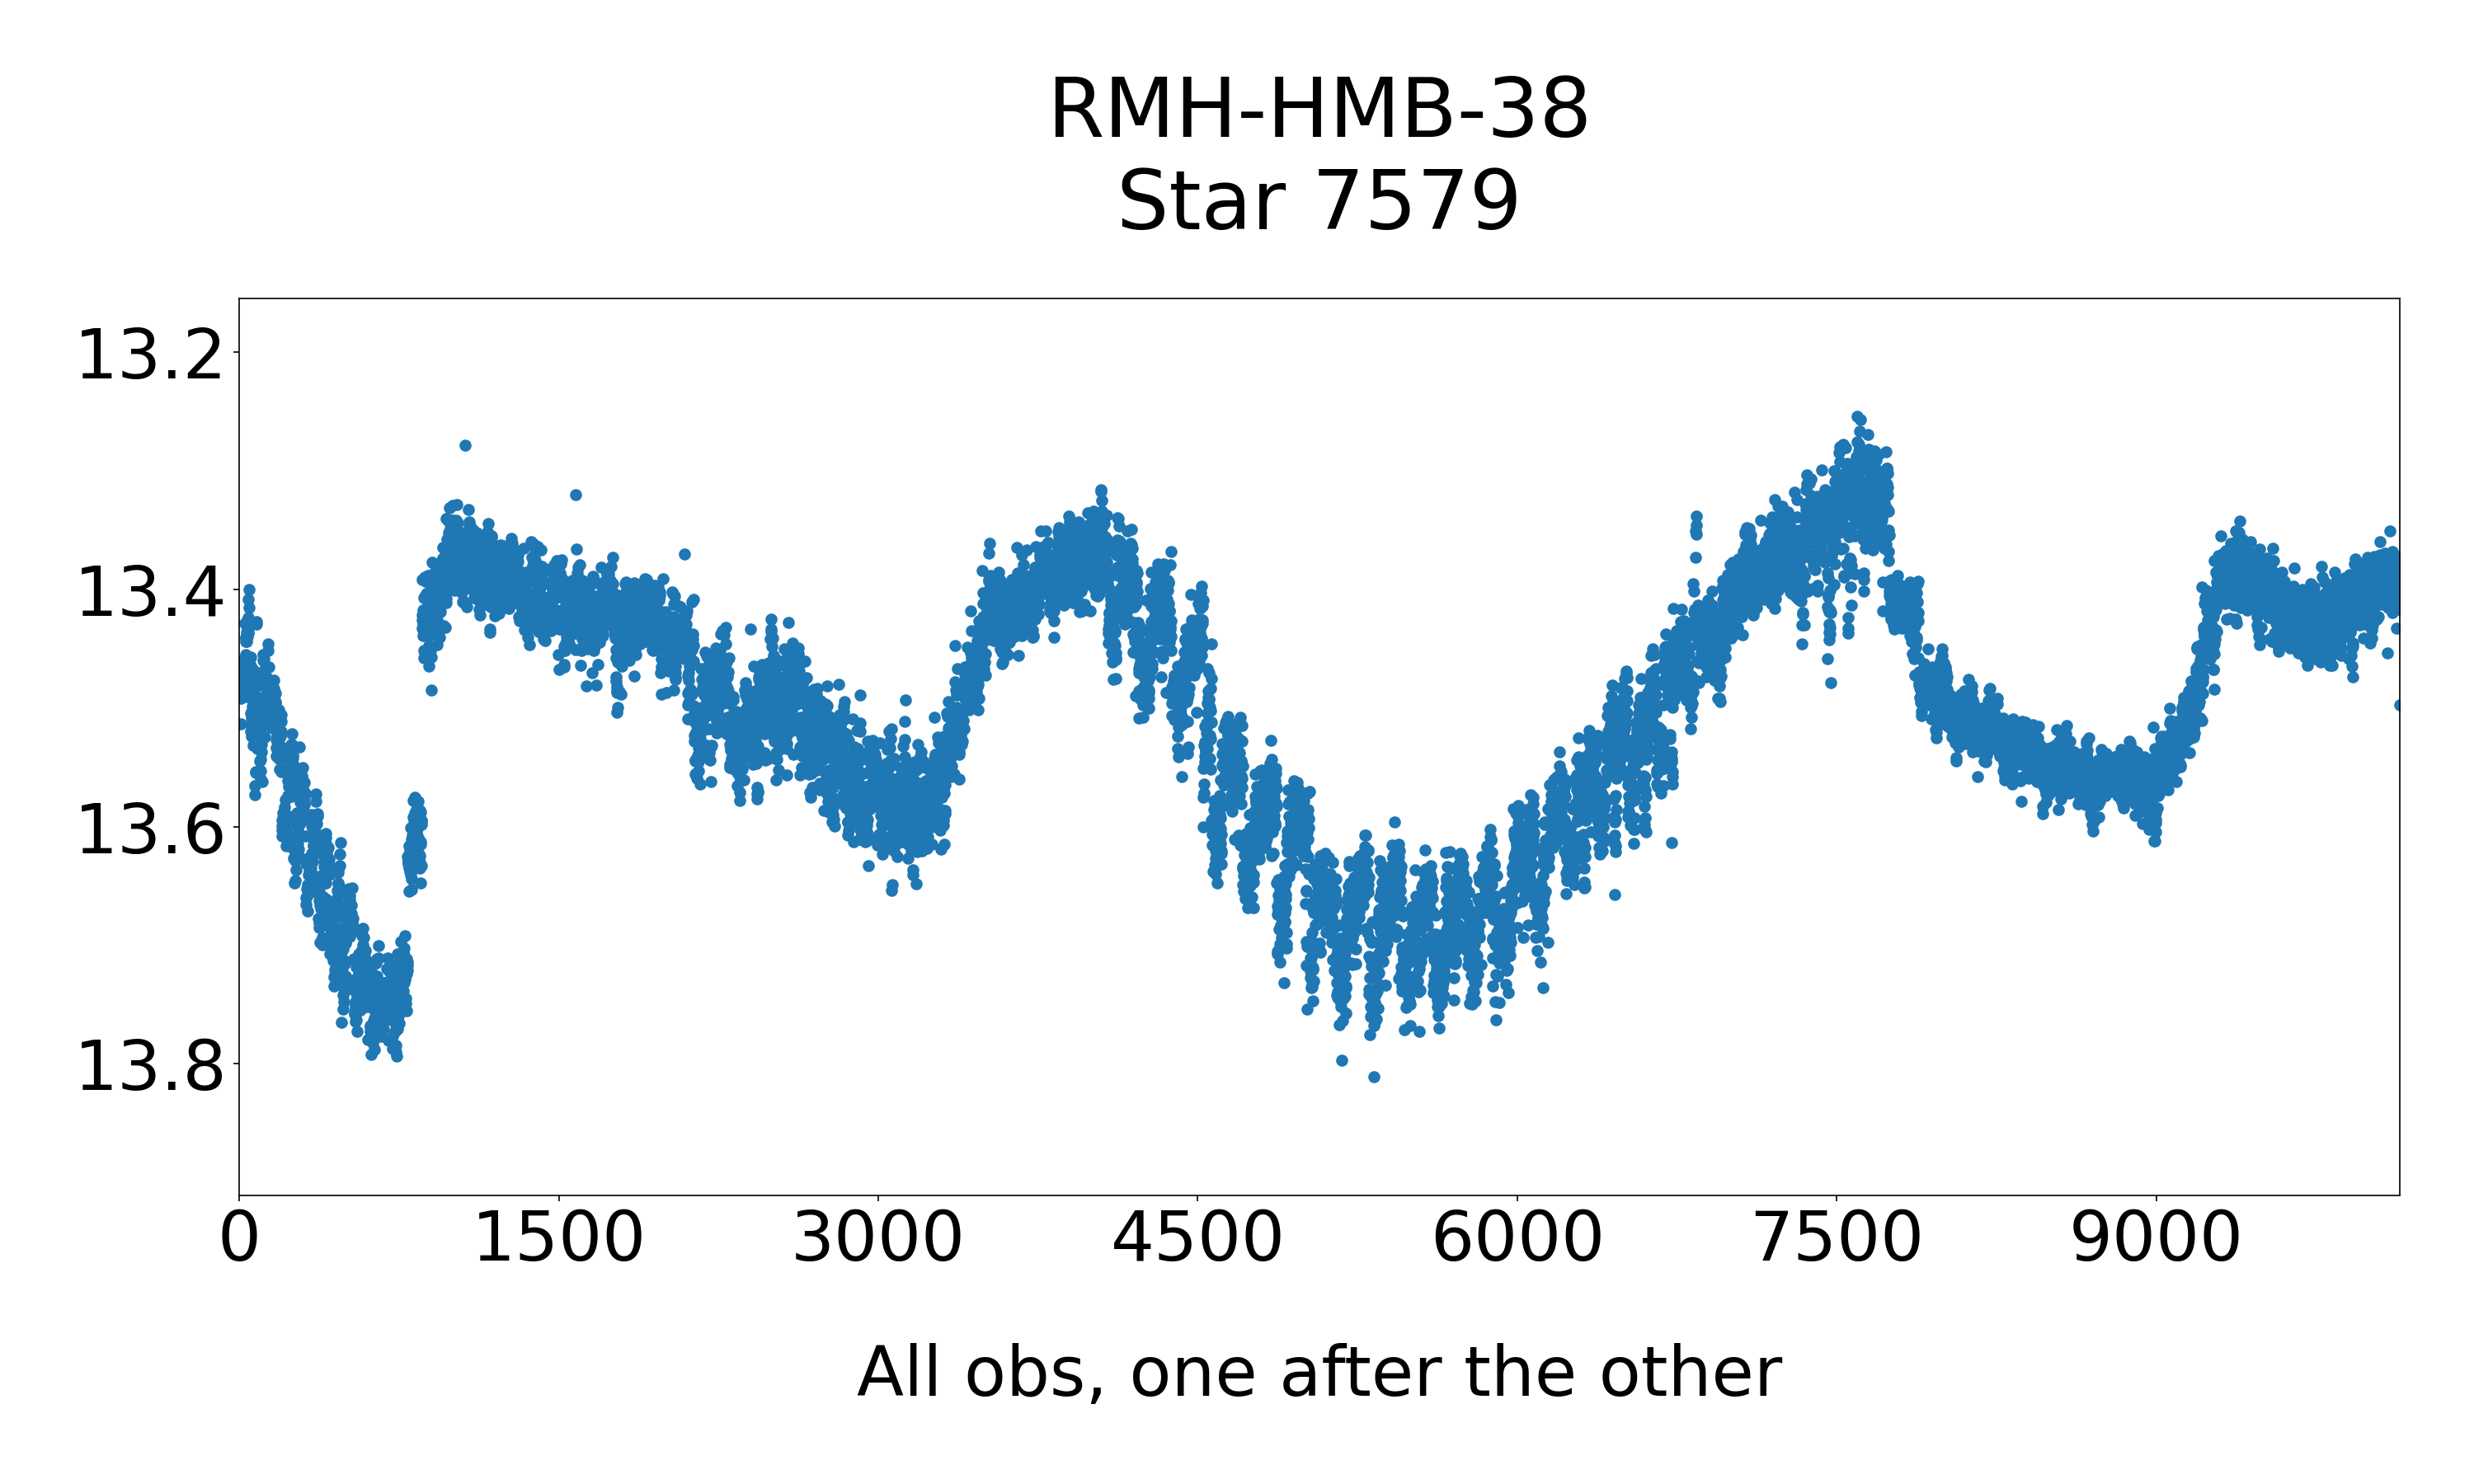 RMH-HMB-38
Star 7579
13.2
13.4
13.6
13.8
0 1500 3000 4500 6000 7500 9000
All obs, one after the other